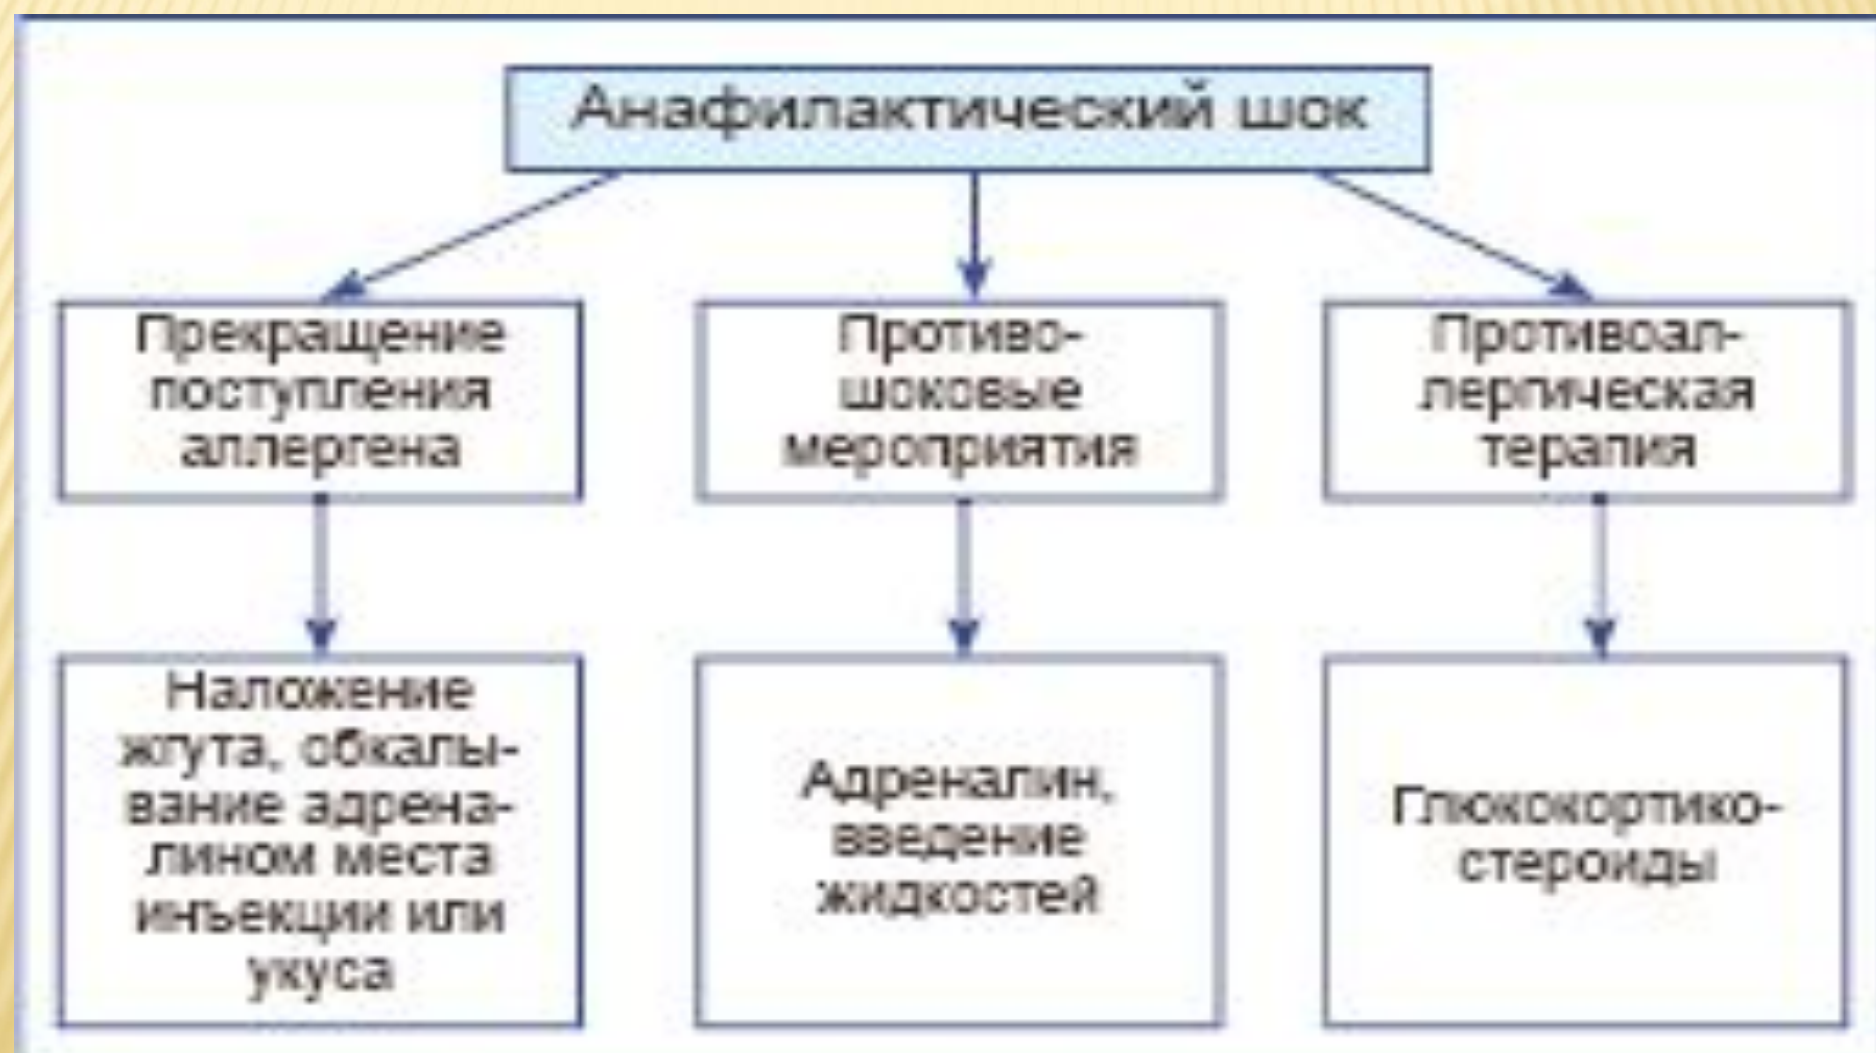 Анафилактический шок
Прекращение
поступления
аллергена
Противо-
шоковые
мероприятия
Противоал-
лергическая
терапия
Наложение
жгута, обкалы-
вание адрена-
лином места
инъекции или
укуса
Адреналин,
введение
жидкостей
Глюкокортико-
стероиды